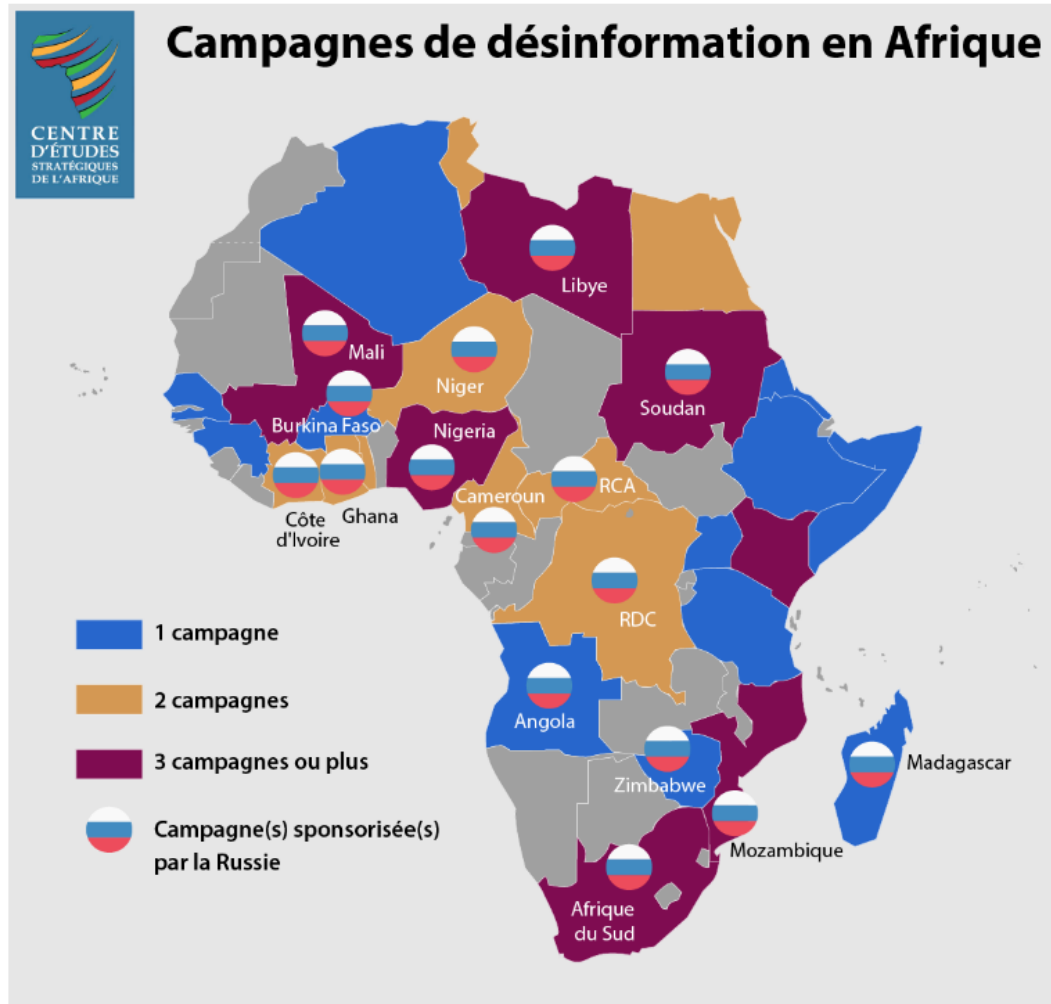 Campagnes de désinformation en Afrique
CENTRE
D'ÉTUDES
STRATÉGIQUES
DE L'AFRIQUE
Libye
Mali
Niger
Soudan
Burkina Faso
Nigeria
Cameroun
RCA
Ghana
Côte
d'Ivoire
RDC
1 campagne
2 campagnes
Angola
3 campagnes ou plus
Madagascar
Zimbabwe
Campagne(s) sponsorisée(s)
par la Russie
Mozambique
Afrique
du Sud